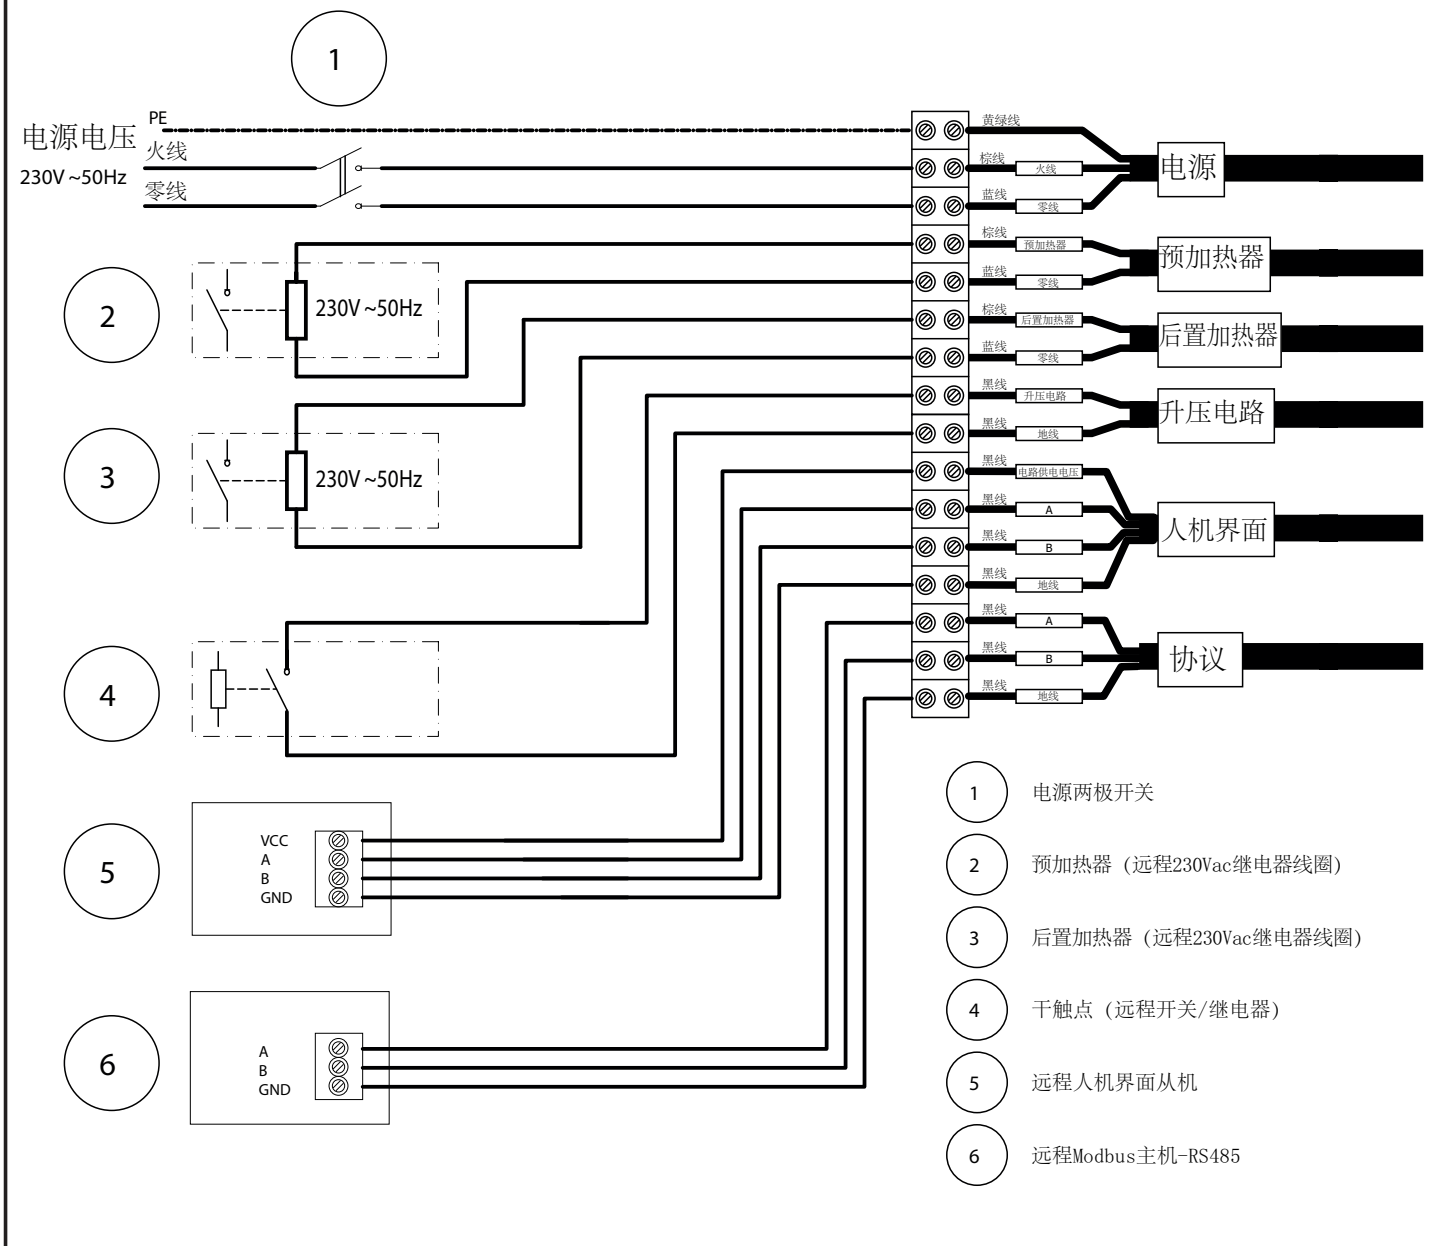 1
电源电压
PE
火线
230V ~50Hz
零线
黄绿线
棕线
火线
蓝线
零线
电源
棕线
预加热器
蓝线
零线
预加热器
棕线
后置加热器
蓝线
零线
后置加热器
黑线
升压电路
黑线
地线
升压电路
黑线
电路供电电压
黑线
A
黑线
B
黑线
地线
人机界面
黑线
A
黑线
B
黑线
地线
协议
2
230V ~50Hz
3
230V ~50Hz
4
5
VCC
A
B
GND
6
A
B
GND
1 电源两极开关
2 预加热器 (远程230Vac继电器线圈)
3 后置加热器 (远程230Vac继电器线圈)
4 干触点 (远程开关/继电器)
5 远程人机界面从机
6 远程Modbus主机-RS485